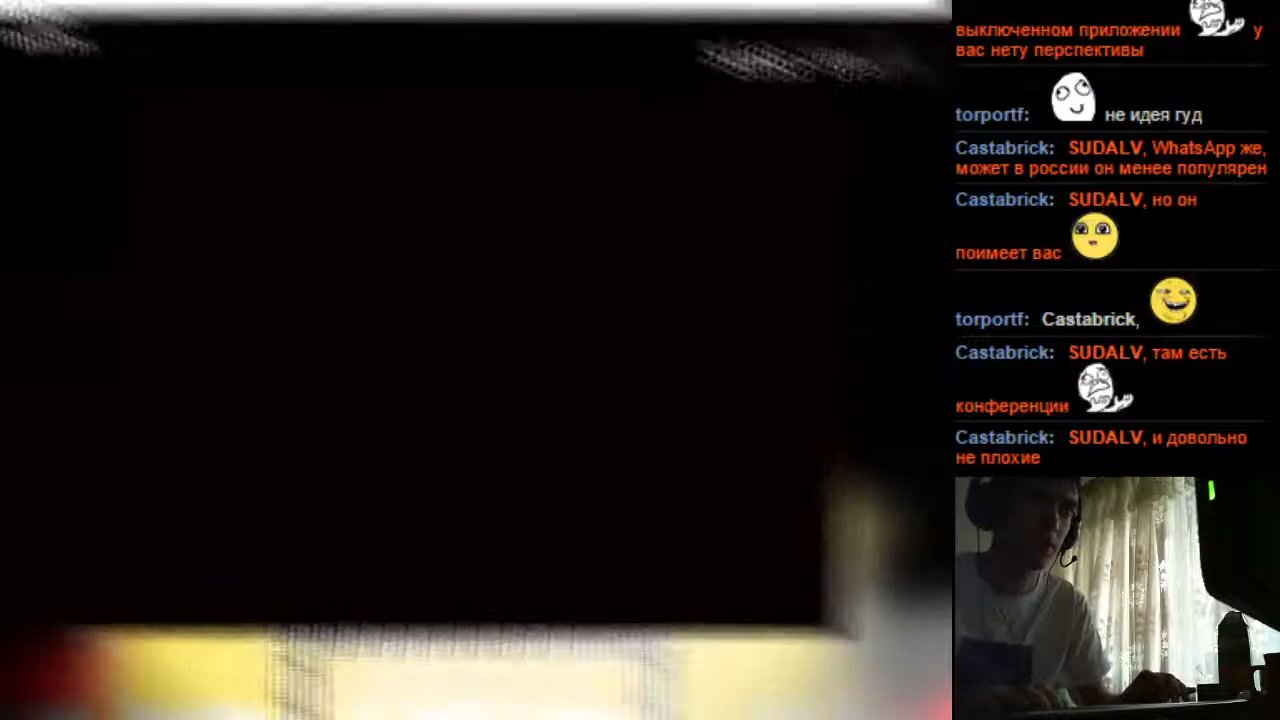 выключенном приложении у
вас нету перспективы
torportf: не идея гуд
Castabrick: SUDALV, WhatsApp же,
может в россии он менее популярен
Castabrick: SUDALV, но он
поимеет вас
torportf: Castabrick,
Castabrick: SUDALV, там есть
конференции
Castabrick: SUDALV, и довольно
не плохие